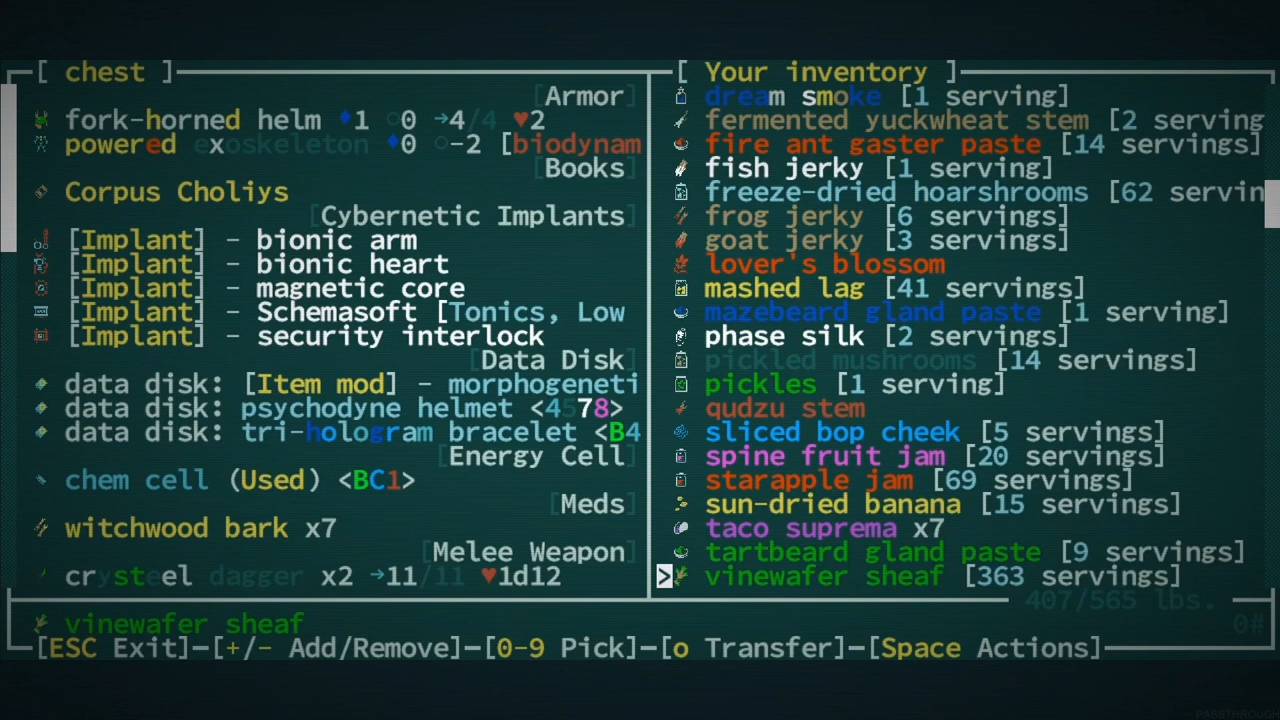 [ chest ]
[Armor]
fork-horned helm ♦1 ○0 →4/4 ♥2
powered exoskeleton ♦0 ○-2 [biodynam
[Books]
Corpus Choliys
[Cybernetic Implants]
[Implant] - bionic arm
[Implant] - bionic heart
[Implant] - magnetic core
[Implant] - Schemasoft [Tonics, Low
[Implant] - security interlock
[Data Disk]
data disk: [Item mod] - morphogeneti
data disk: psychodyne helmet <4578>
data disk: tri-hologram bracelet <B4
[Energy Cell]
chem cell (Used) <BC1>
[Meds]
witchwood bark x7
[Melee Weapon]
crysteel dagger x2 →11/11 ♥1d12
[ Your inventory ]
dream smoke [1 serving]
fermented yuckwheat stem [2 serving
fire ant gaster paste [14 servings]
fish jerky [1 serving]
freeze-dried hoarshrooms [62 servin
frog jerky [6 servings]
goat jerky [3 servings]
lover's blossom
mashed lag [41 servings]
mazebeard gland paste [1 serving]
phase silk [2 servings]
pickled mushrooms [14 servings]
pickles [1 serving]
qudzu stem
sliced bop cheek [5 servings]
spine fruit jam [20 servings]
starapple jam [69 servings]
sun-dried banana [15 servings]
taco suprema x7
tartbeard gland paste [9 servings]
> vinewafer sheaf [363 servings]
407/565 lbs.
vinewafer sheaf
0#
[ESC Exit]-[+/- Add/Remove]-[0-9 Pick]-[o Transfer]-[Space Actions]